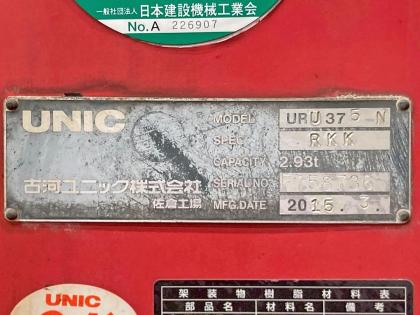 一般社団法人 日本建設機械工業会
No.A 226907
UNIC
MODEL URU375 N
SPEC. RKK
CAPACITY 2.93t
古河ユニック株式会社
SERIAL NO.
佐倉工場
MFG.DATE 2015. 3.
UNIC
架装物樹脂材料表
部品名 材料名 備考